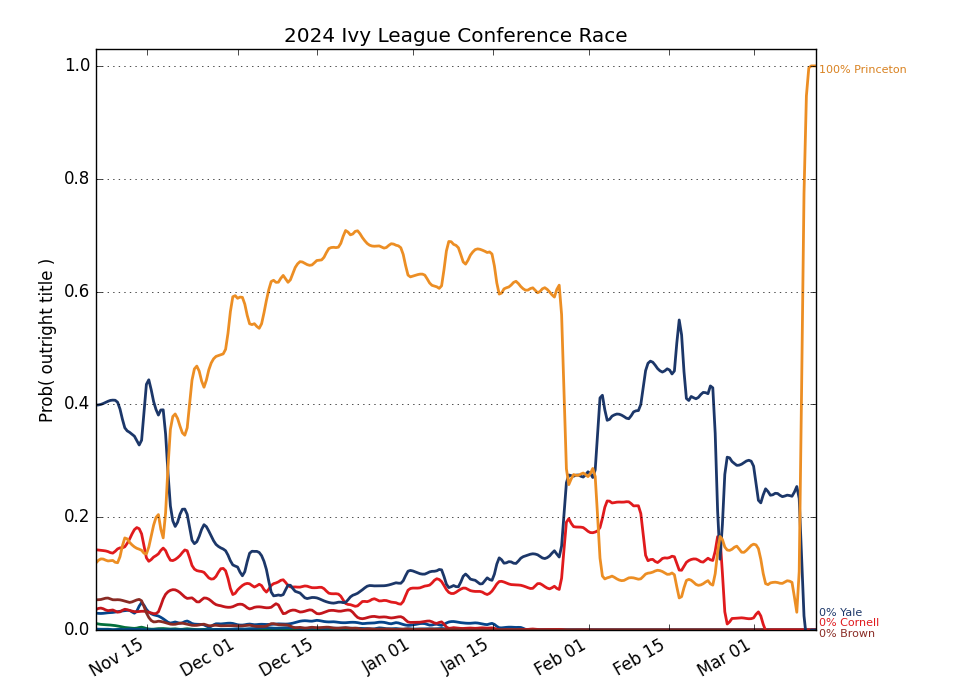 2024 Ivy League Conference Race
Prob( outright title )
1.0
0.8
0.6
0.4
0.2
0.0
100% Princeton
0% Yale
0% Cornell
0% Brown
Nov 15
Dec 01
Dec 15
Jan 01
Jan 15
Feb 01
Feb 15
Mar 01